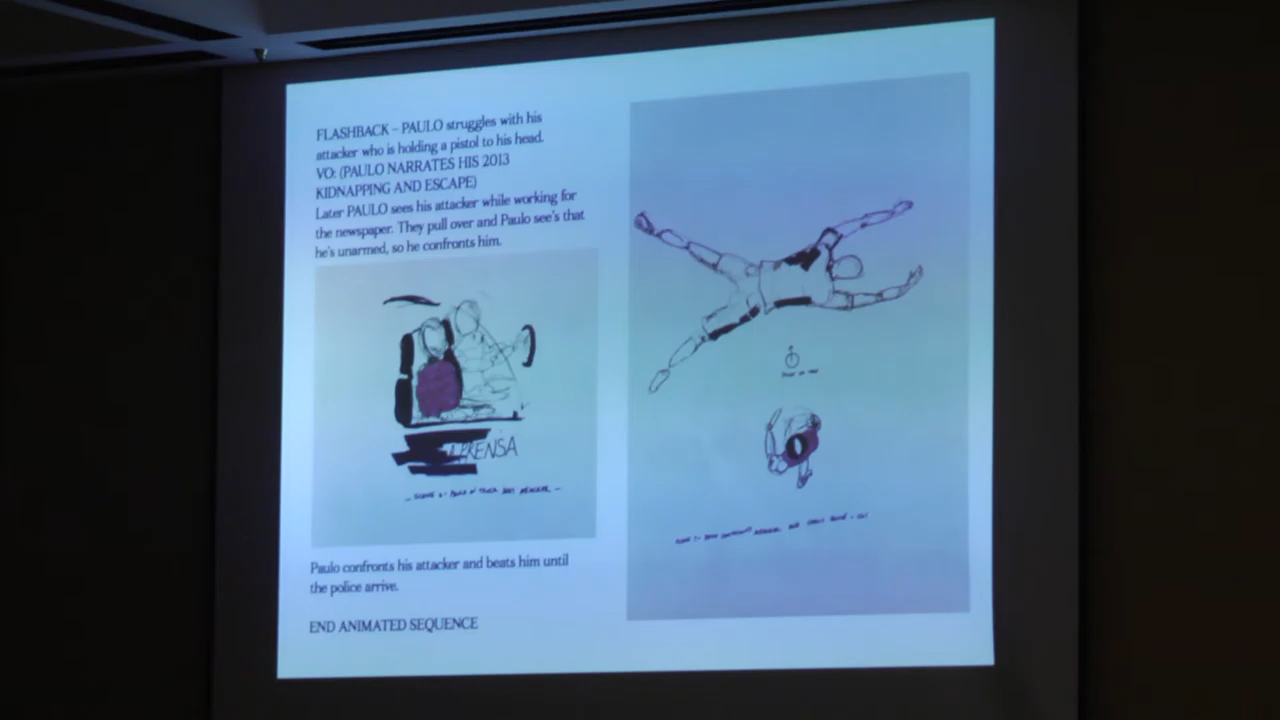 FLASHBACK – PAULO struggles with his
attacker who is holding a pistol to his head.
VO: (PAULO NARRATES HIS 2013
KIDNAPPING AND ESCAPE)
Later PAULO sees his attacker while working for
the newspaper. They pull over and Paulo see's that
he's unarmed, so he confronts him.
PRENSA
Paulo confronts his attacker and beats him until
the police arrive.
END ANIMATED SEQUENCE